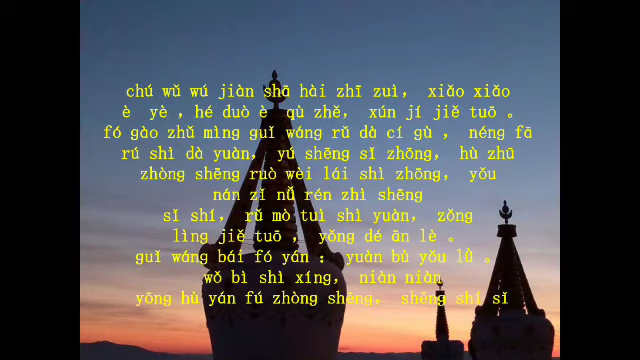 chú wǔ wú jiàn shā hài zhī zuì， xiǎo xiǎo
è yè ，hé duò è qù zhě， xún jí jiě tuō 。
fó gào zhǔ mìng guǐ wáng rǔ dà cí gù ， néng fā
rú shì dà yuàn， yú shēng sǐ zhōng， hù zhū
zhòng shēng ruò wèi lái shì zhōng， yǒu
nán zǐ nǚ rén zhì shēng
sǐ shí， rǔ mò tuì shì yuàn， zǒng
lìng jiě tuō ， yǒng dé ān lè 。
guǐ wáng bái fó yán： yuàn bù yǒu lǜ 。
wǒ bì shì xíng， niàn niàn
yōng hù yán fú zhòng shēng， shēng shí sǐ